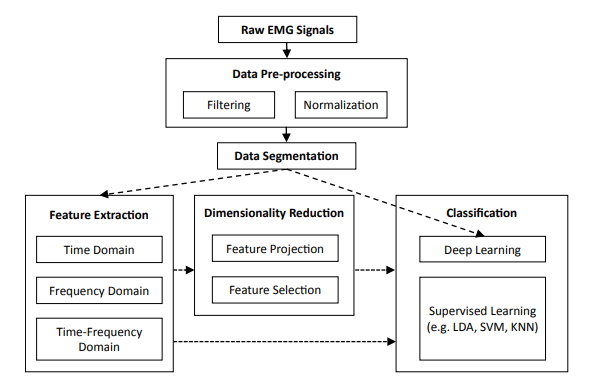 Raw EMG Signals
Data Pre-processing
Filtering
Normalization
Data Segmentation
Feature Extraction
Time Domain
Frequency Domain
Time-Frequency
Domain
Dimensionality Reduction
Feature Projection
Feature Selection
Classification
Deep Learning
Supervised Learning
(e.g. LDA, SVM, KNN)